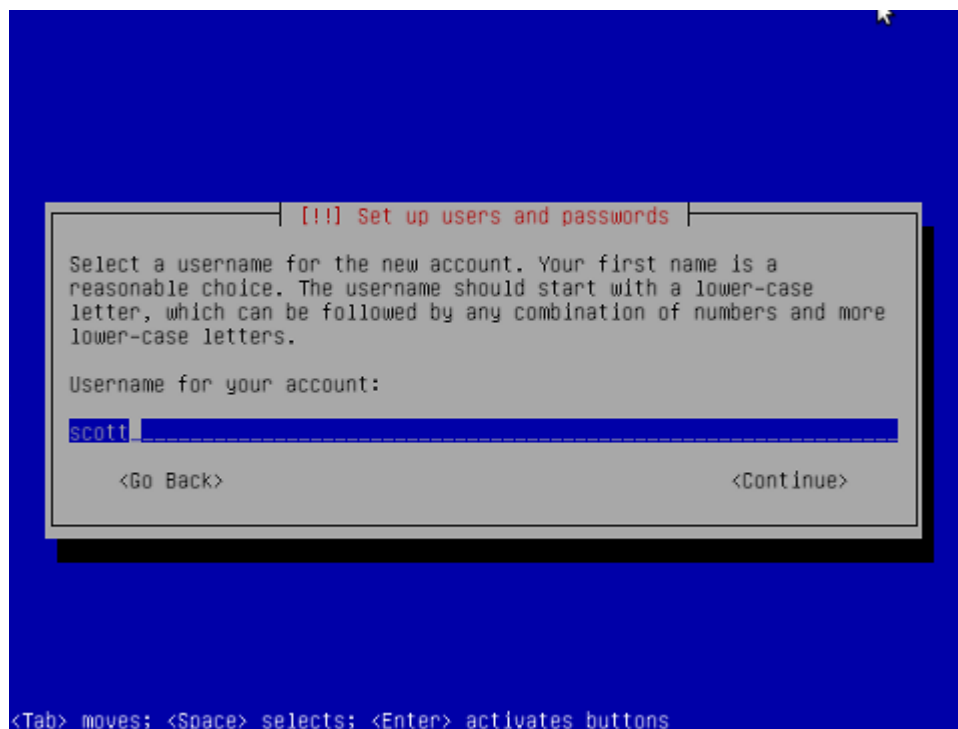 [!!] Set up users and passwords
Select a username for the new account. Your first name is a
reasonable choice. The username should start with a lower-case
letter, which can be followed by any combination of numbers and more
lower-case letters.
Username for your account:
scott_______________________________________________________________
<Go Back> <Continue>
<Tab> moves; <Space> selects; <Enter> activates buttons